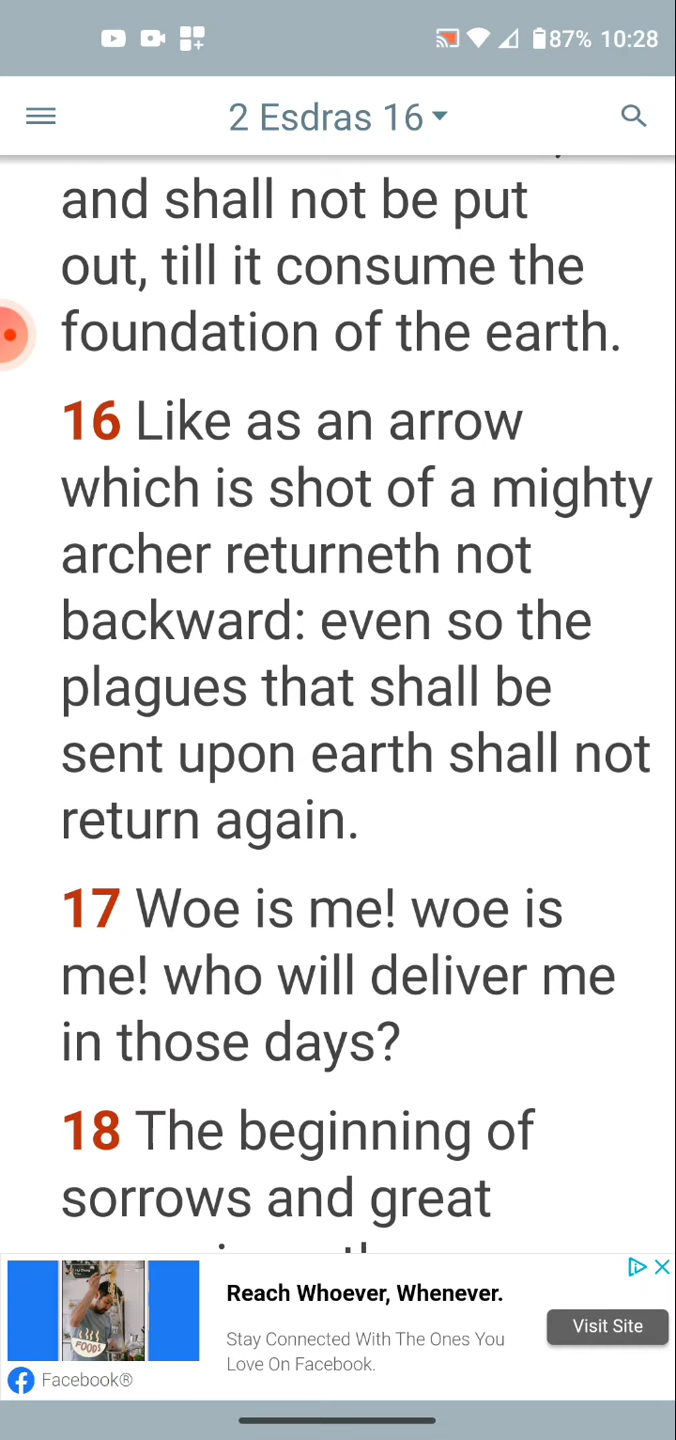 87% 10:28
2 Esdras 16
and shall not be put
out, till it consume the
foundation of the earth.
16 Like as an arrow
which is shot of a mighty
archer returneth not
backward: even so the
plagues that shall be
sent upon earth shall not
return again.
17 Woe is me! woe is
me! who will deliver me
in those days?
18 The beginning of
sorrows and great
Reach Whoever, Whenever.
Stay Connected With The Ones You
Love On Facebook.
Visit Site
FOODS
Facebook®